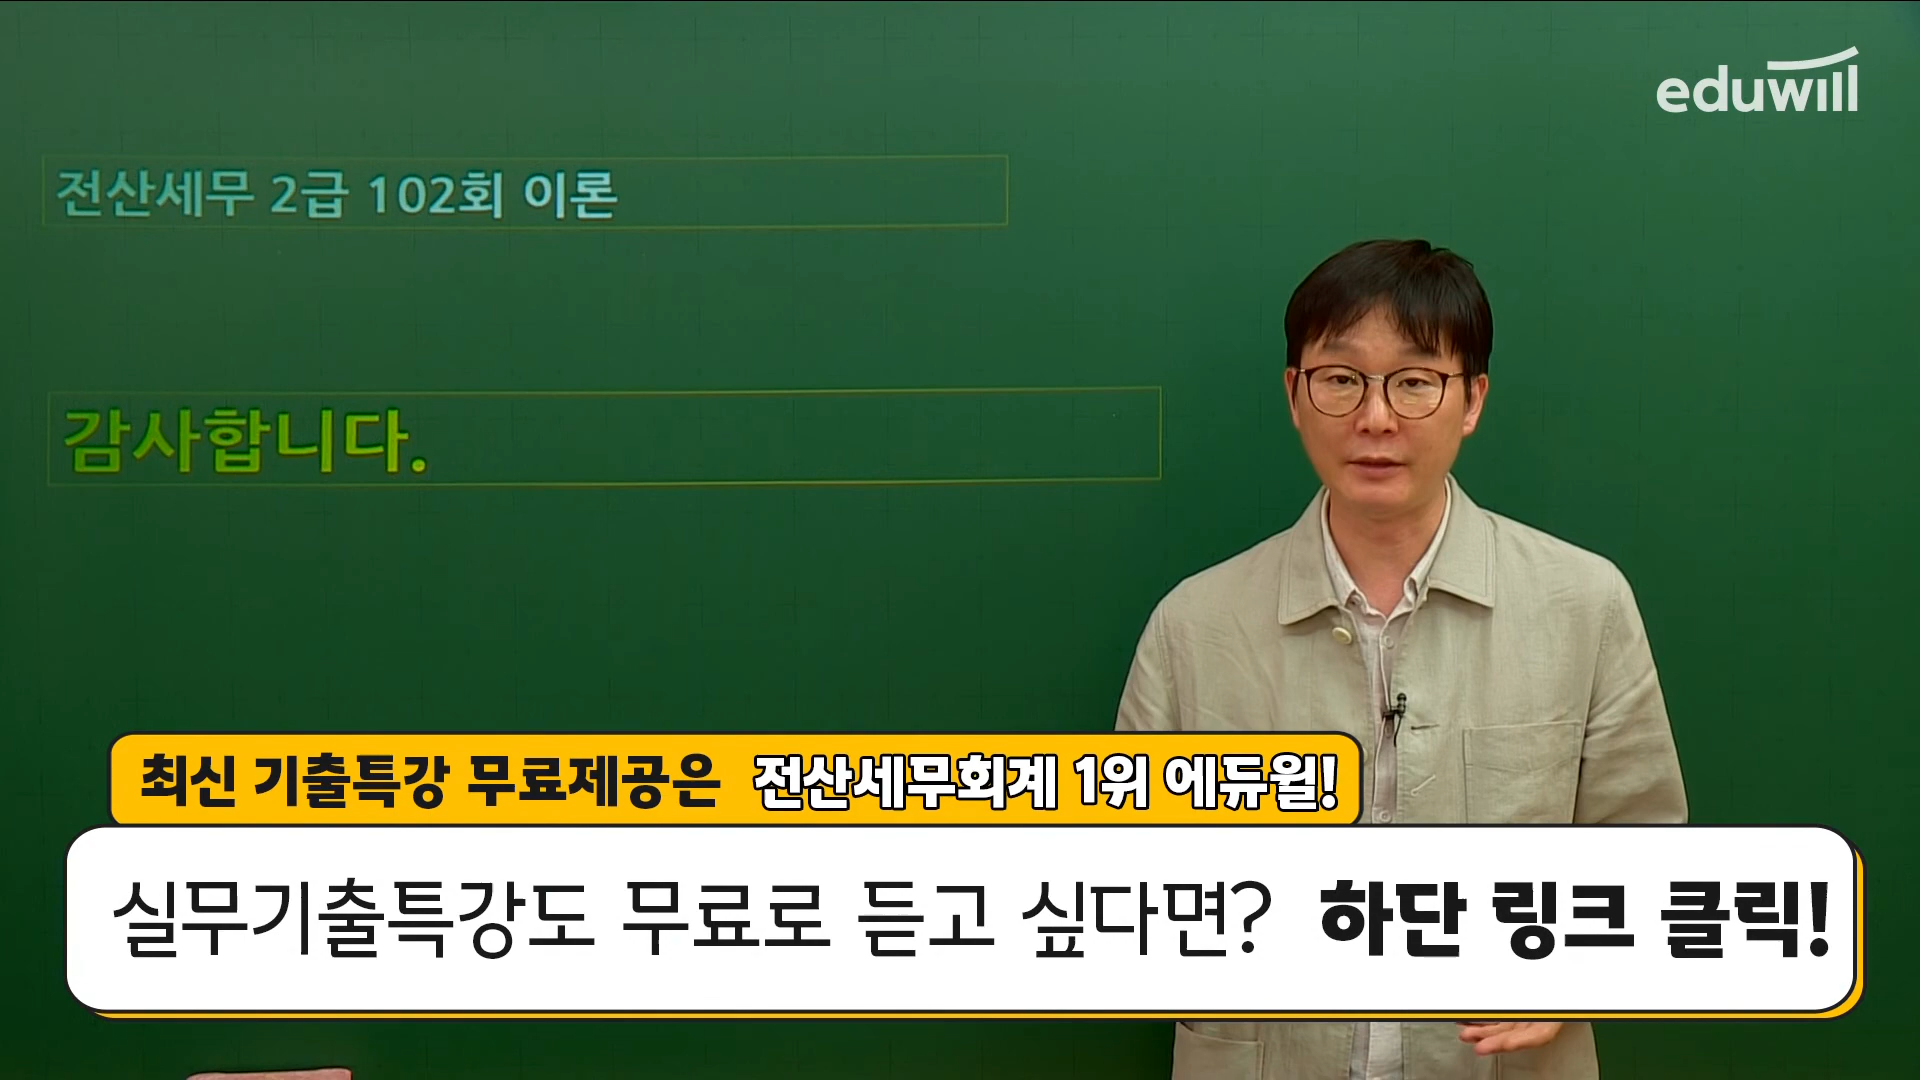 eduwill
전산세무 2급 102회 이론
감사합니다.
최신 기출특강 무료제공은 전산세무회계 1위 에듀윌!
실무기출특강도 무료로 듣고 싶다면? 하단 링크 클릭!